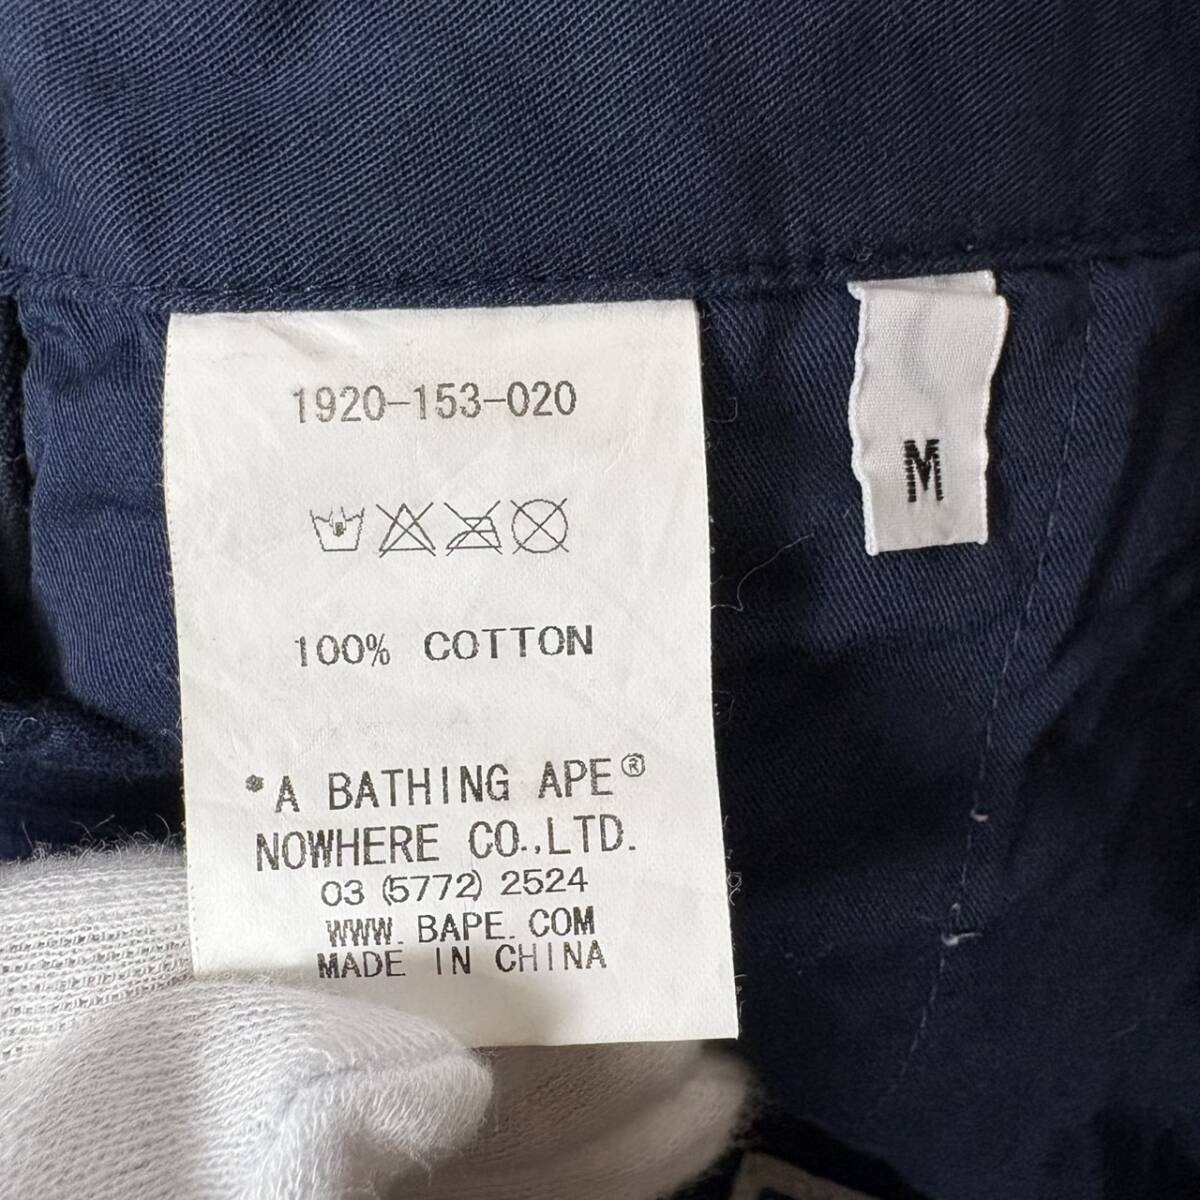 1920-153-020
M
100% COTTON
*A BATHING APE®
NOWHERE CO.,LTD.
03 (5772) 2524
WWW. BAPE. COM
MADE IN CHINA